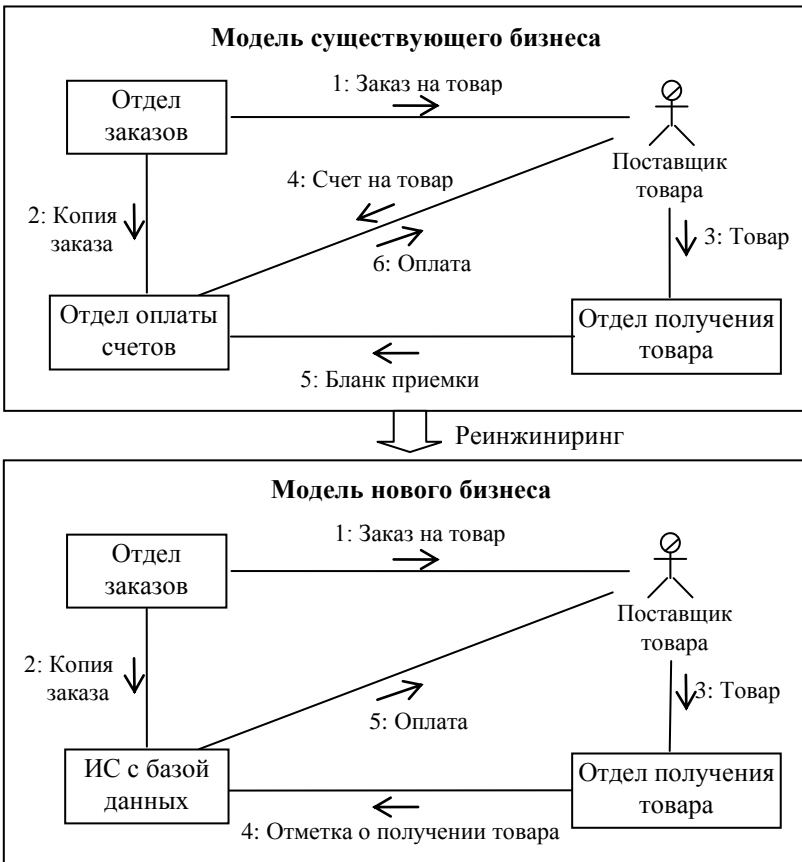 Модель существующего бизнеса
1: Заказ на товар
Отдел
заказов
Поставщик
товара
4: Счет на товар
2: Копия
заказа
3: Товар
6: Оплата
Отдел оплаты
счетов
Отдел получения
товара
5: Бланк приемки
Реинжиниринг
Модель нового бизнеса
1: Заказ на товар
Отдел
заказов
Поставщик
товара
2: Копия
заказа
3: Товар
5: Оплата
ИС с базой
данных
Отдел получения
товара
4: Отметка о получении товара